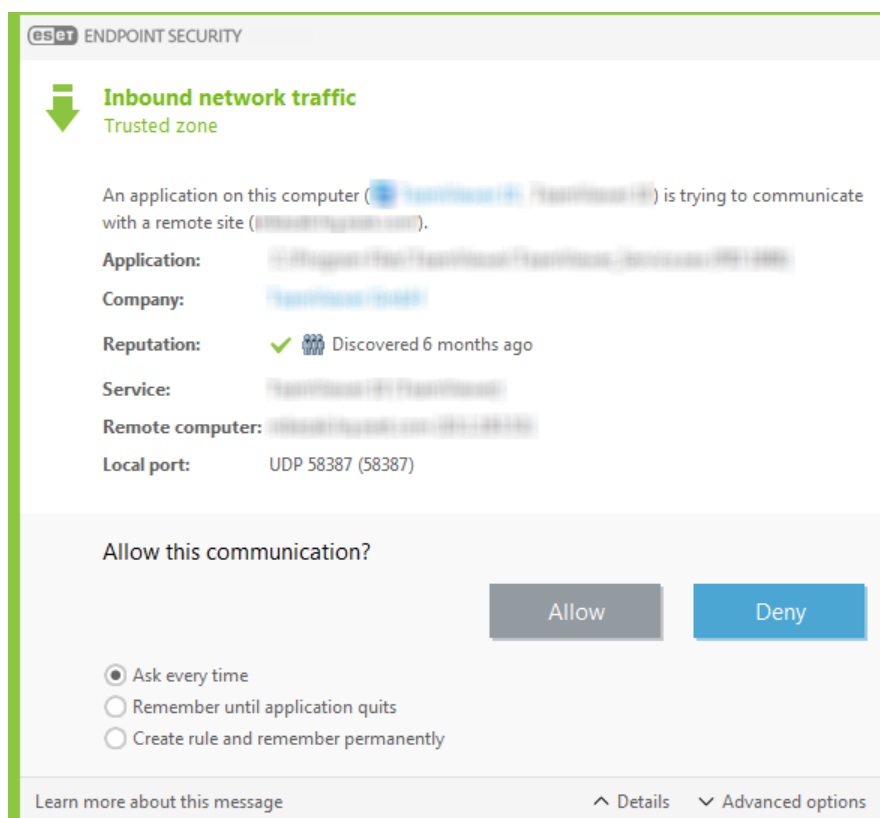 eseT ENDPOINT SECURITY
Inbound network traffic
Trusted zone
An application on this computer ( ) is trying to communicate
with a remote site ( ).
Application:
Company:
Reputation: Discovered 6 months ago
Service:
Remote computer:
Local port: UDP 58387 (58387)
Allow this communication?
Allow Deny
Ask every time
Remember until application quits
Create rule and remember permanently
Learn more about this message Details Advanced options